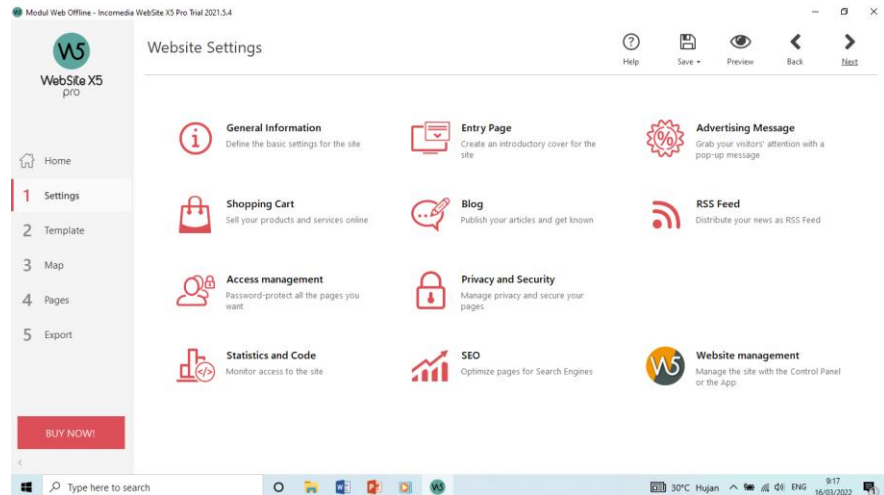 Modul Web Offline - Incomedia WebSite X5 Pro Trial 2021.5.4
W5
WebSite X5
pro
Website Settings
Help
Save
Preview
Back
Next
Home
1 Settings
2 Template
3 Map
4 Pages
5 Export
BUY NOW!
General Information
Define the basic settings for the site
Entry Page
Create an introductory cover for the
site
Advertising Message
Grab your visitors' attention with a
pop-up message
Shopping Cart
Sell your products and services online
Blog
Publish your articles and get known
RSS Feed
Distribute your news as RSS Feed
Access management
Password-protect all the pages you
want
Privacy and Security
Manage privacy and secure your
pages
Statistics and Code
Monitor access to the site
SEO
Optimize pages for Search Engines
W5
Website management
Manage the site with the Control Panel
or the App
Type here to search
30°C Hujan
ENG
9:17
16/03/2022